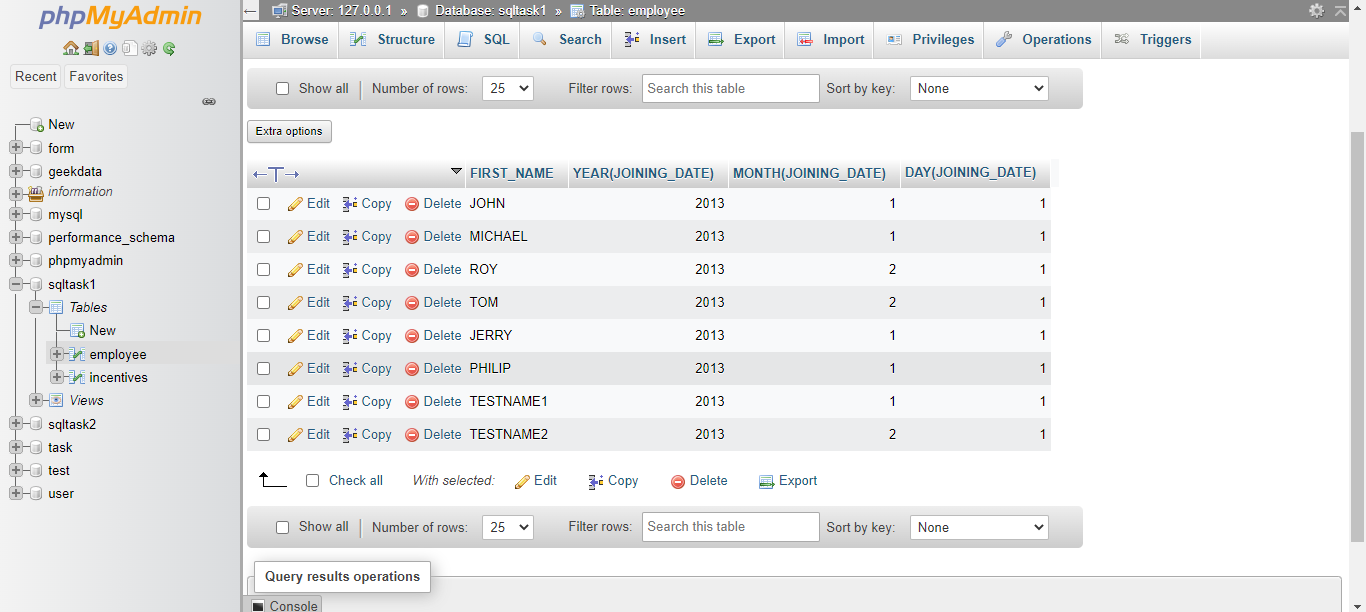 phpMyAdmin
Recent Favorites
New
form
geekdata
information
mysql
performance_schema
phpmyadmin
sqltask1
Tables
New
employee
incentives
Views
sqltask2
task
test
user
Server: 127.0.0.1 » Database: sqltask1 » Table: employee
Browse Structure SQL Search Insert Export Import Privileges Operations Triggers
Show all Number of rows: 25 Filter rows: Search this table Sort by key: None
Extra options
←T→ FIRST_NAME YEAR(JOINING_DATE) MONTH(JOINING_DATE) DAY(JOINING_DATE)
Edit Copy Delete JOHN 2013 1 1
Edit Copy Delete MICHAEL 2013 1 1
Edit Copy Delete ROY 2013 2 1
Edit Copy Delete TOM 2013 2 1
Edit Copy Delete JERRY 2013 1 1
Edit Copy Delete PHILIP 2013 1 1
Edit Copy Delete TESTNAME1 2013 1 1
Edit Copy Delete TESTNAME2 2013 2 1
Check all With selected: Edit Copy Delete Export
Show all Number of rows: 25 Filter rows: Search this table Sort by key: None
Query results operations
Console